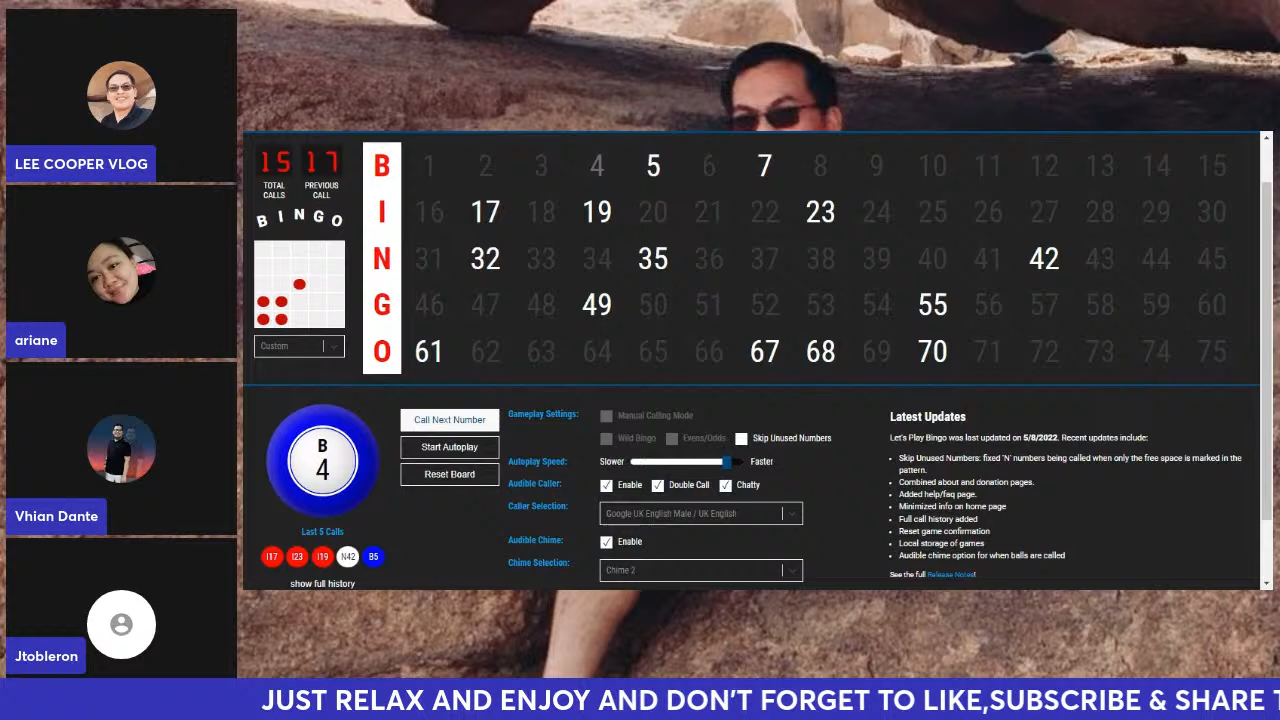 LEE COOPER VLOG
ariane
Vhian Dante
Jtobleron
15 17
TOTAL CALLS PREVIOUS CALL
BINGO
Custom
B 1 2 3 4 5 6 7 8 9 10 11 12 13 14 15
I 16 17 18 19 20 21 22 23 24 25 26 27 28 29 30
N 31 32 33 34 35 36 37 38 39 40 41 42 43 44 45
G 46 47 48 49 50 51 52 53 54 55 56 57 58 59 60
O 61 62 63 64 65 66 67 68 69 70 71 72 73 74 75
B
4
Last 5 Calls
I17 I23 I19 N42 B5
show full history
Call Next Number
Start Autoplay
Reset Board
Gameplay Settings: Manual Calling Mode
Wild Bingo Evens/Odds Skip Unused Numbers
Autoplay Speed: Slower Faster
Audible Caller: Enable Double Call Chatty
Caller Selection: Google UK English Male / UK English
Audible Chime: Enable
Chime Selection: Chime 2
Latest Updates
Let's Play Bingo was last updated on 5/8/2022. Recent updates include:
Skip Unused Numbers: fixed 'N' numbers being called when only the free space is marked in the
pattern.
Combined about and donation pages.
Added help/faq page.
Minimized info on home page
Full call history added
Reset game confirmation
Local storage of games
Audible chime option for when balls are called
See the full Release Notes!
JUST RELAX AND ENJOY AND DON'T FORGET TO LIKE,SUBSCRIBE & SHARE